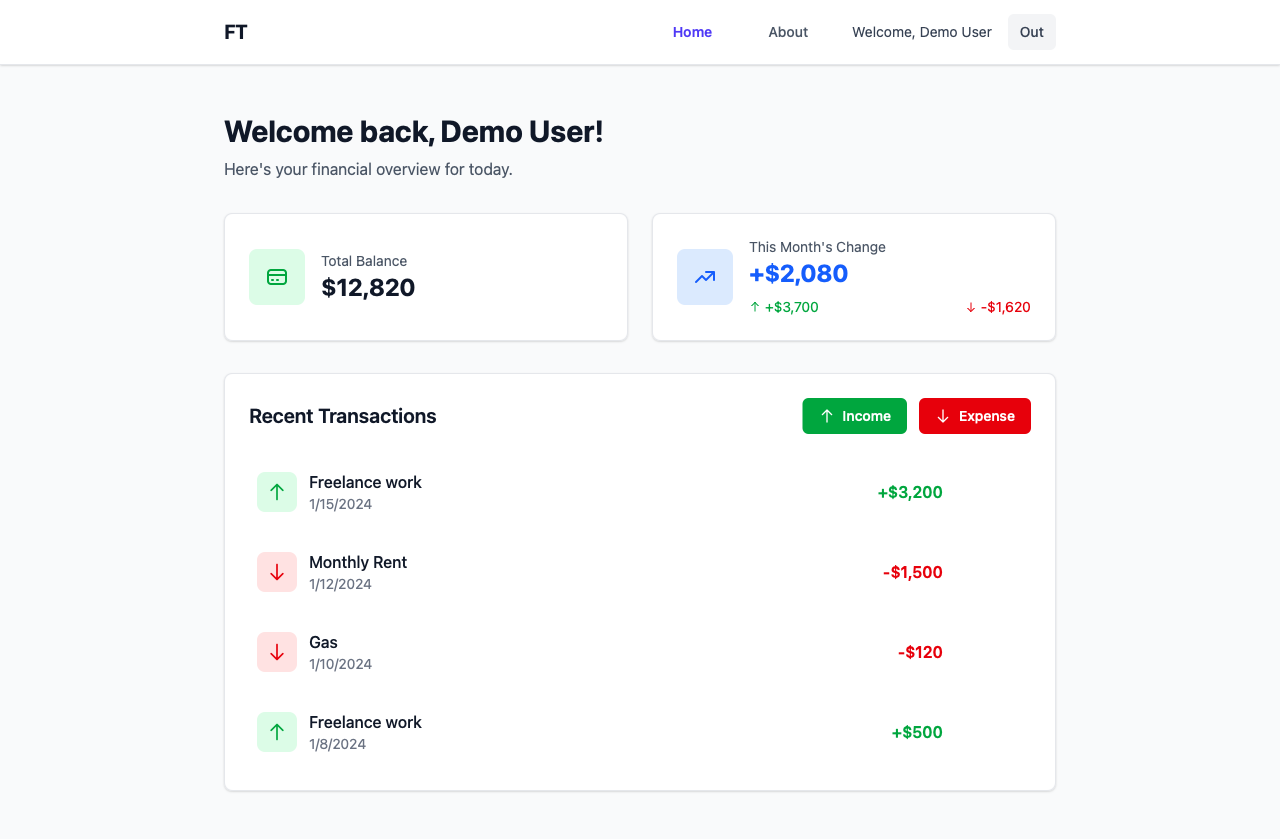 FT
Home About Welcome, Demo User Out
Welcome back, Demo User!
Here's your financial overview for today.
Total Balance
$12,820
This Month's Change
+$2,080
↑ +$3,700 ↓ -$1,620
Recent Transactions
↑ Income ↓ Expense
Freelance work
1/15/2024
+$3,200
Monthly Rent
1/12/2024
-$1,500
Gas
1/10/2024
-$120
Freelance work
1/8/2024
+$500